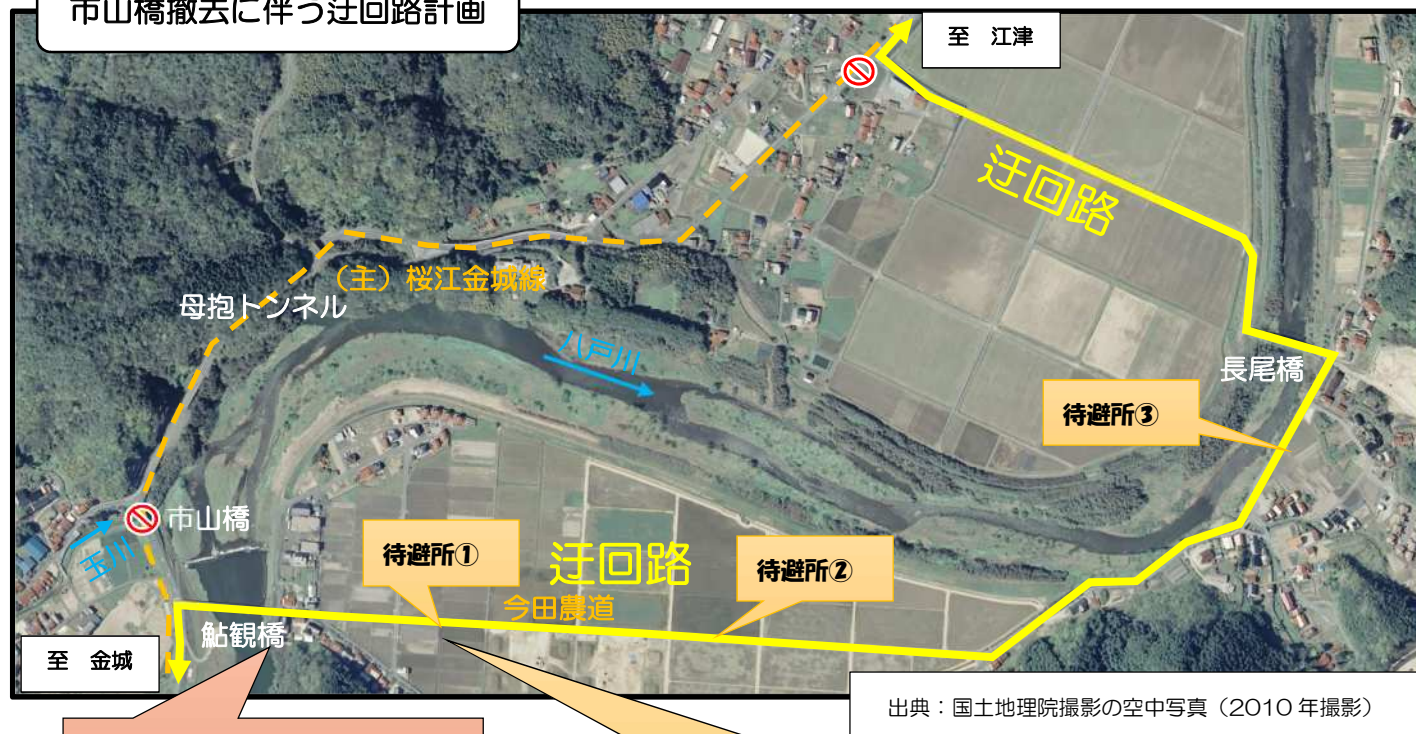 市山橋撤去に伴う迂回路計画
至 江津
迂回路
(主)桜江金城線
母抱トンネル
八戸川
長尾橋
待避所③
市山橋
玉川
待避所①
迂回路
待避所②
今田農道
鮎観橋
至 金城
出典:国土地理院撮影の空中写真(2010年撮影)